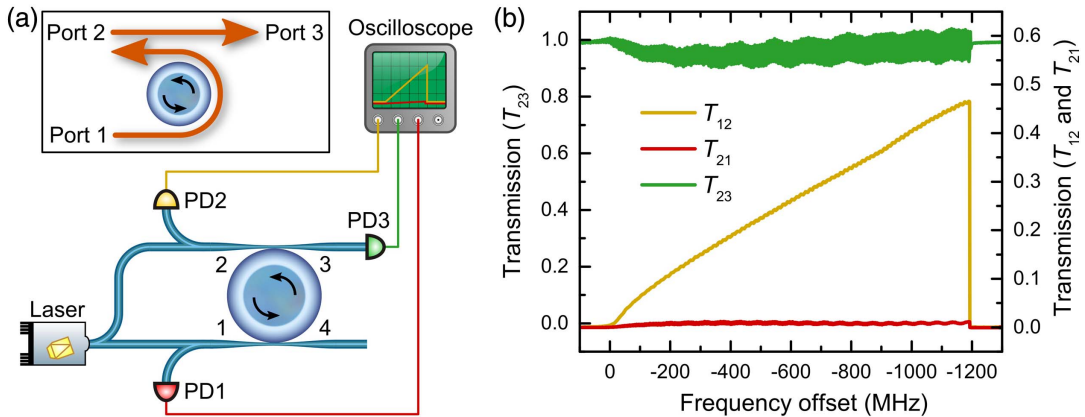 (a)
Port 2
Port 3
Port 1
Oscilloscope
PD2
PD3
2
3
1
4
Laser
PD1
(b)
Transmission (T23)
1.0
0.8
0.6
0.4
0.2
0.0
T12
T21
T23
0.6
0.5
0.4
0.3
0.2
0.1
0.0
Transmission (T12 and T21)
0
-200
-400
-600
-800
-1000
-1200
Frequency offset (MHz)